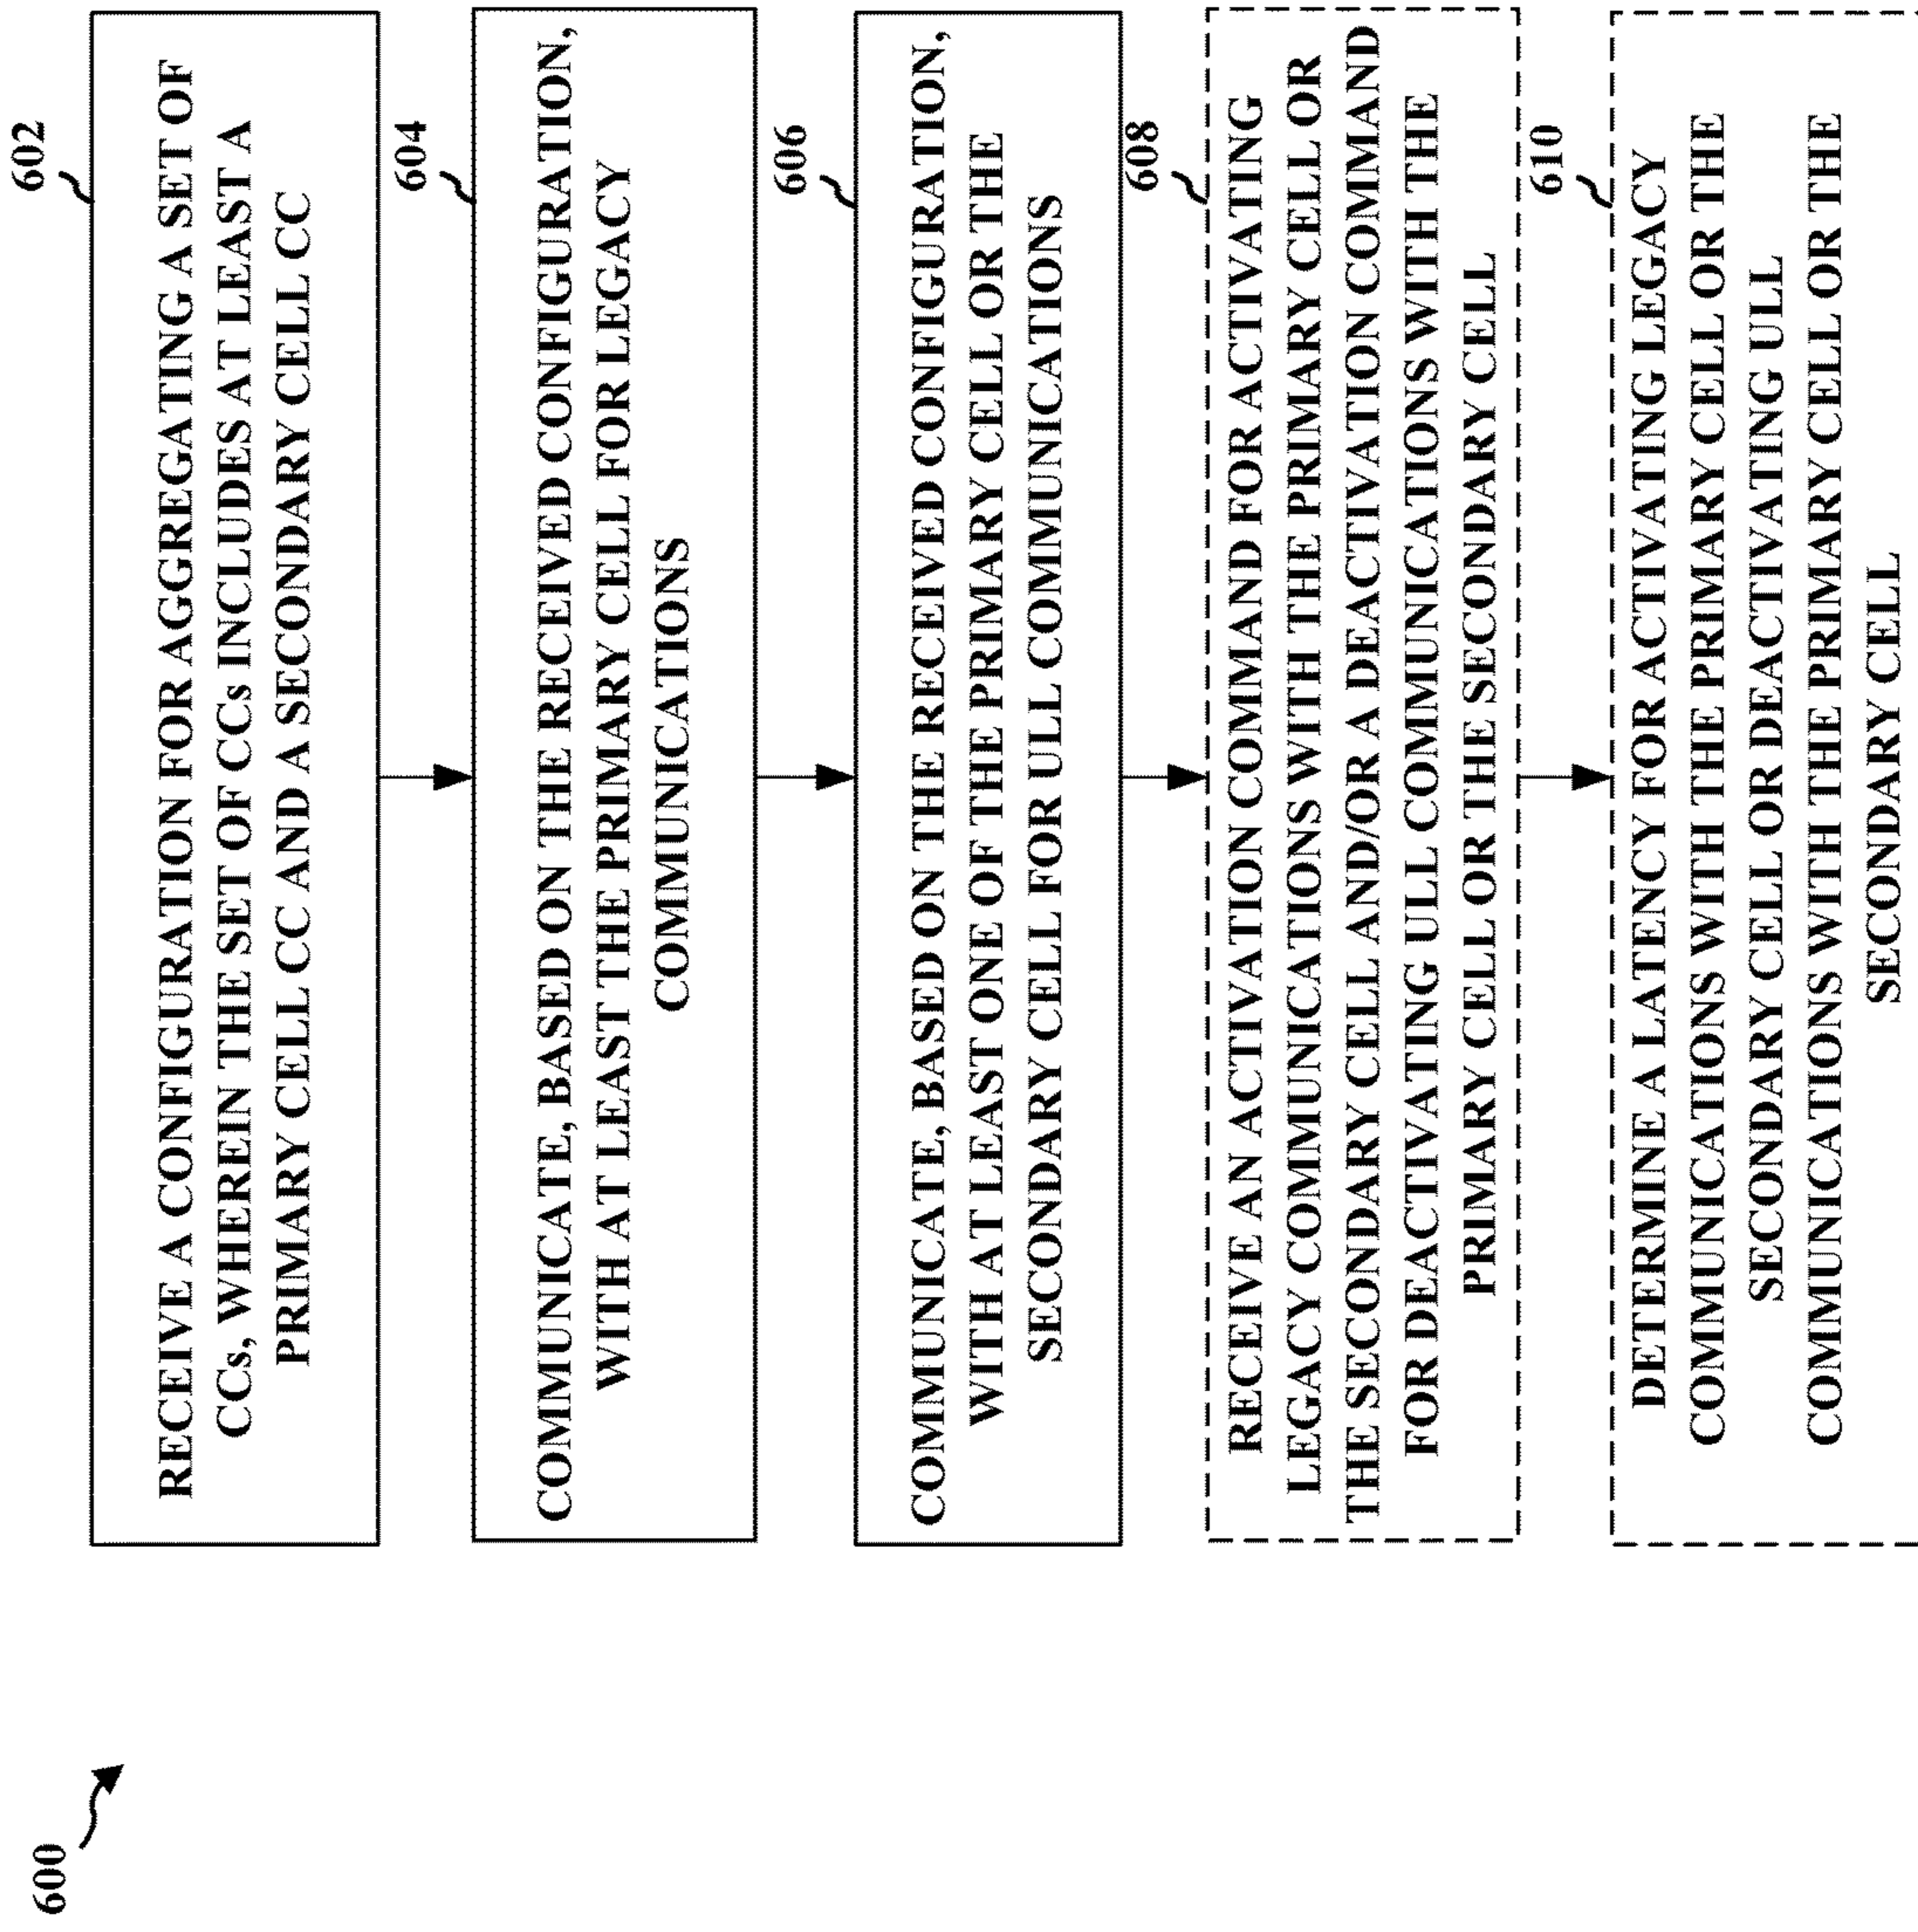 600
602
RECEIVE A CONFIGURATION FOR AGGREGATING A SET OF
CCs, WHEREIN THE SET OF CCs INCLUDES AT LEAST A
PRIMARY CELL CC AND A SECONDARY CELL CC
604
COMMUNICATE, BASED ON THE RECEIVED CONFIGURATION,
WITH AT LEAST THE PRIMARY CELL FOR LEGACY
COMMUNICATIONS
606
COMMUNICATE, BASED ON THE RECEIVED CONFIGURATION,
WITH AT LEAST ONE OF THE PRIMARY CELL OR THE
SECONDARY CELL FOR ULL COMMUNICATIONS
608
RECEIVE AN ACTIVATION COMMAND FOR ACTIVATING
LEGACY COMMUNICATIONS WITH THE PRIMARY CELL OR
THE SECONDARY CELL AND/OR A DEACTIVATION COMMAND
FOR DEACTIVATING ULL COMMUNICATIONS WITH THE
PRIMARY CELL OR THE SECONDARY CELL
610
DETERMINE A LATENCY FOR ACTIVATING LEGACY
COMMUNICATIONS WITH THE PRIMARY CELL OR THE
SECONDARY CELL OR DEACTIVATING ULL
COMMUNICATIONS WITH THE PRIMARY CELL OR THE
SECONDARY CELL